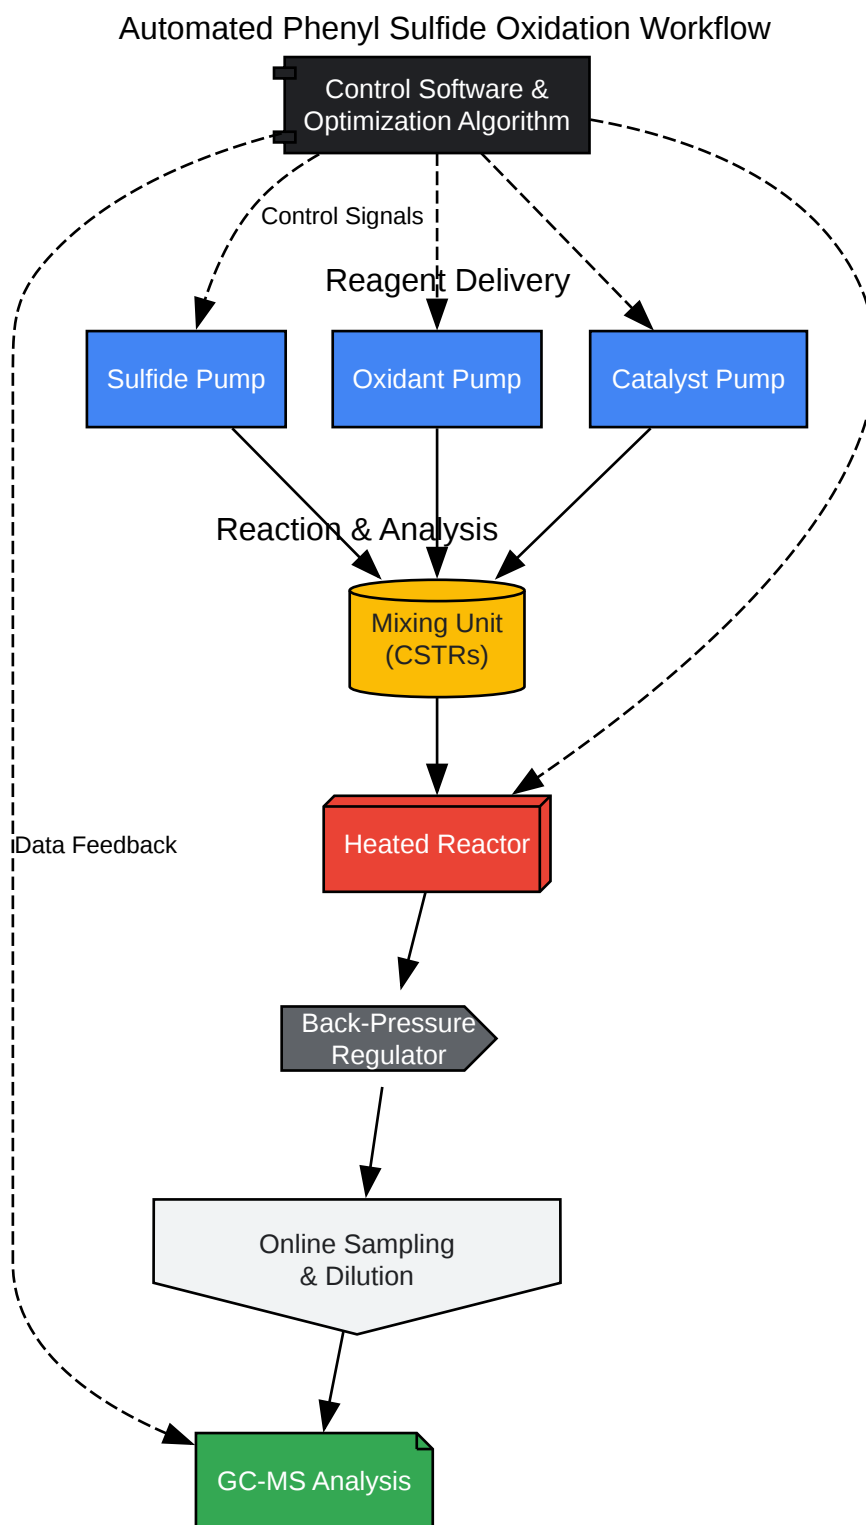 Automated Phenyl Sulfide Oxidation Workflow
Control Software &
Optimization Algorithm
Control Signals
Reagent Delivery
Sulfide Pump
Oxidant Pump
Catalyst Pump
Reaction & Analysis
Mixing Unit
(CSTRs)
Heated Reactor
Data Feedback
Back-Pressure
Regulator
Online Sampling
& Dilution
GC-MS Analysis